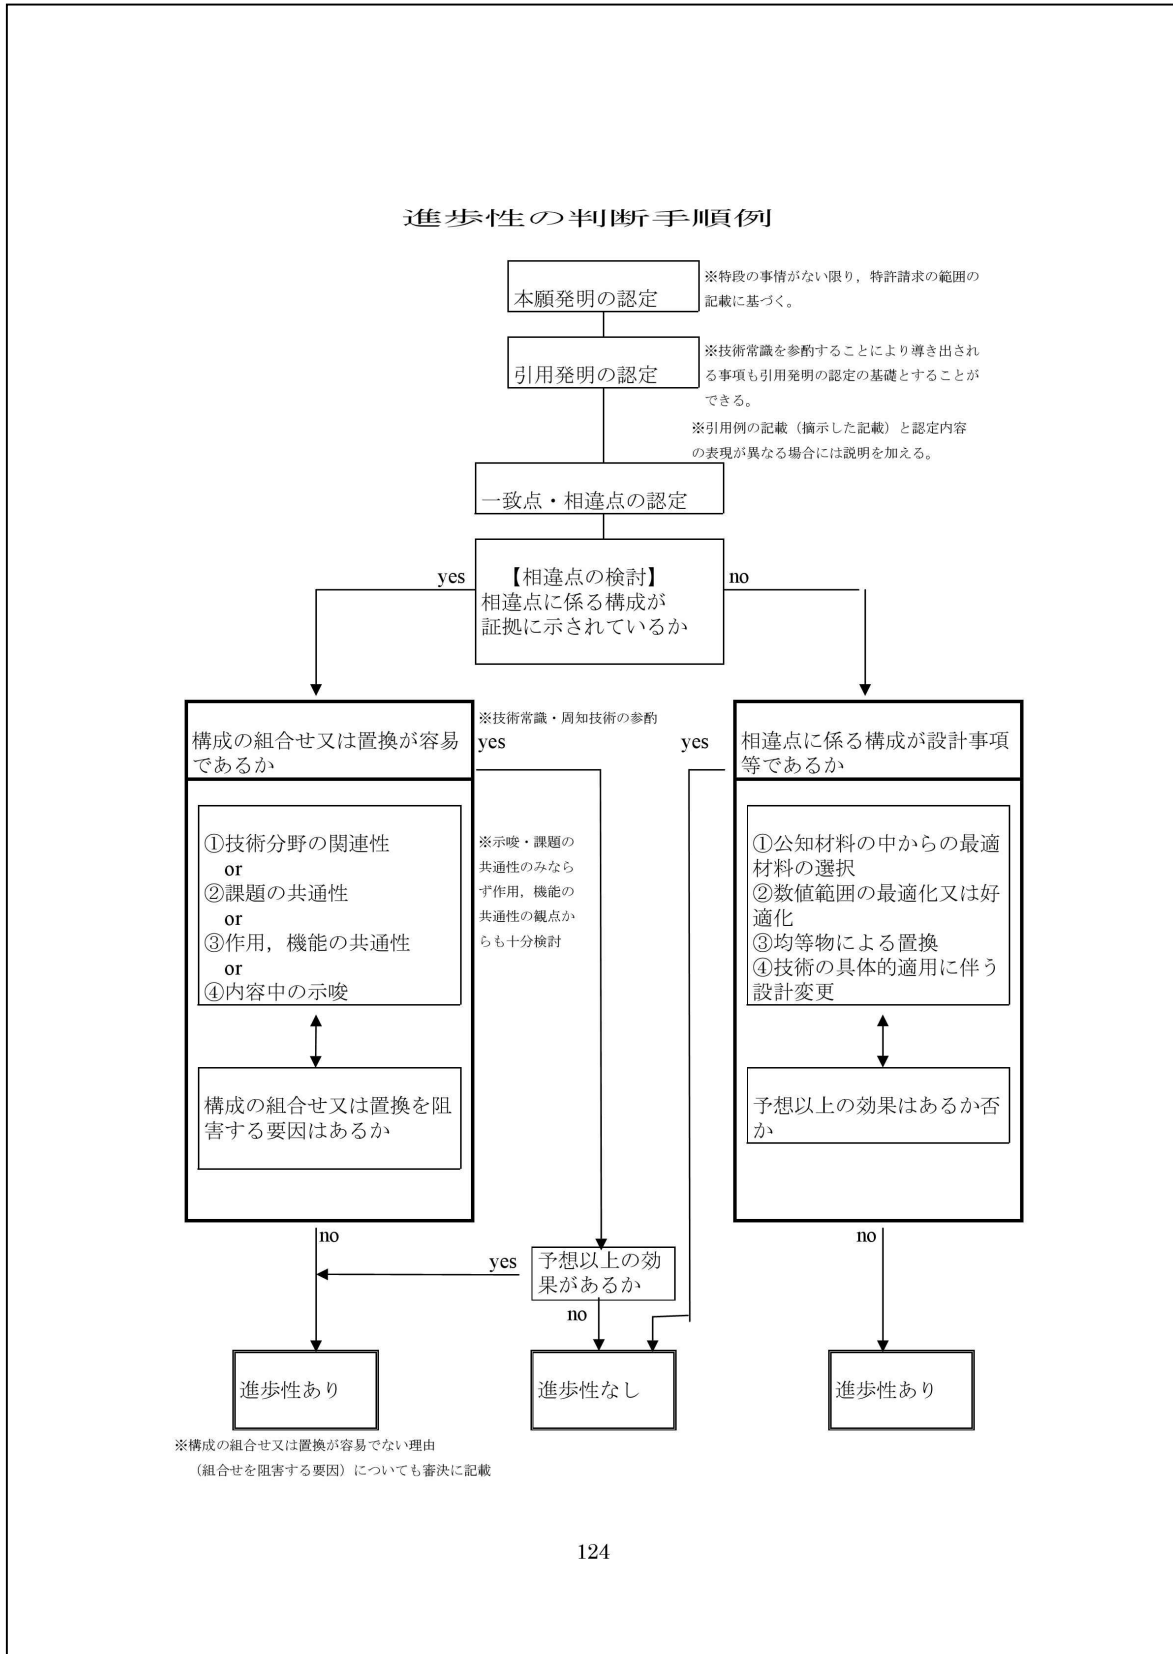 進歩性の判断手順例
本願発明の認定
※特段の事情がない限り，特許請求の範囲の
記載に基づく。
引用発明の認定
※技術常識を参酌することにより導き出され
る事項も引用発明の認定の基礎とすることが
できる。
※引用例の記載（摘示した記載）と認定内容
の表現が異なる場合には説明を加える。
一致点・相違点の認定
yes
【相違点の検討】
相違点に係る構成が
証拠に示されているか
no
構成の組合せ又は置換が容易
であるか
※技術常識・周知技術の参酌
yes
yes
相違点に係る構成が設計事項
等であるか
①技術分野の関連性
or
②課題の共通性
or
③作用，機能の共通性
or
④内容中の示唆
※示唆・課題の
共通性のみなら
ず作用，機能の
共通性の観点か
らも十分検討
①公知材料の中からの最適
材料の選択
②数値範囲の最適化又は好
適化
③均等物による置換
④技術の具体的適用に伴う
設計変更
構成の組合せ又は置換を阻
害する要因はあるか
予想以上の効果はあるか否
か
no
yes
予想以上の効
果があるか
no
no
進歩性あり
進歩性なし
進歩性あり
※構成の組合せ又は置換が容易でない理由
（組合せを阻害する要因）についても審決に記載
124